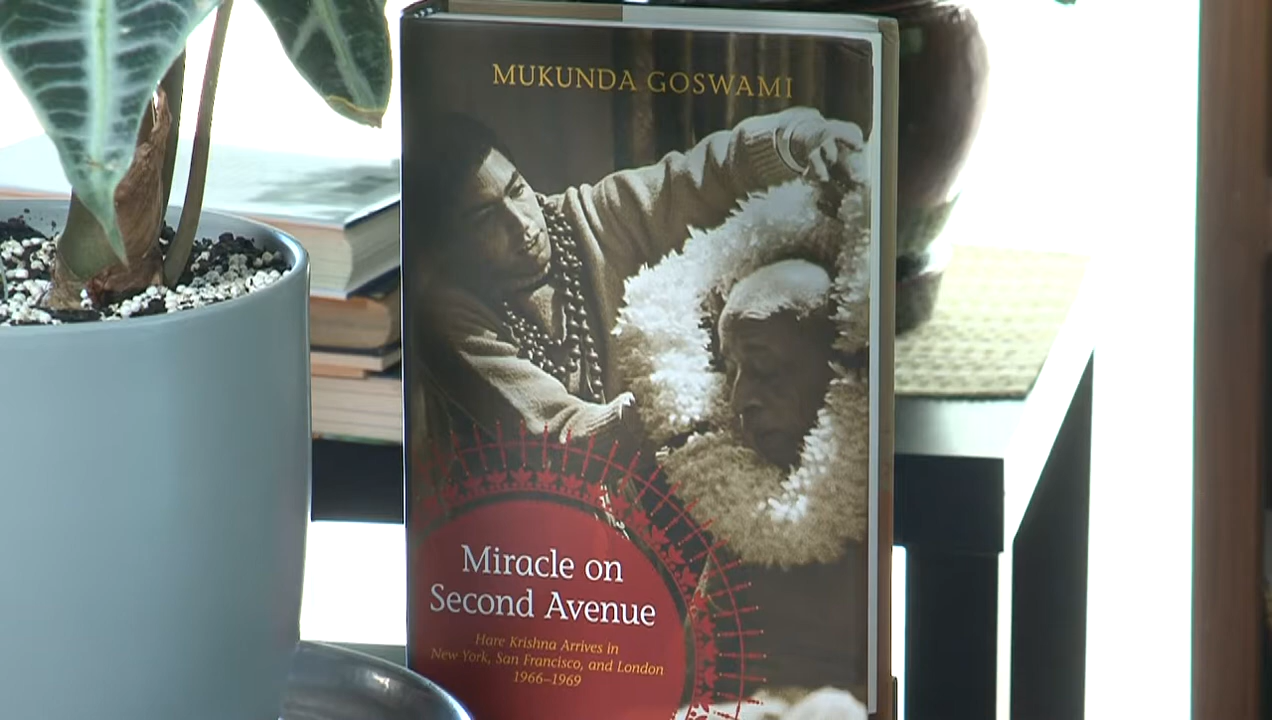 MUKUNDA GOSWAMI
Miracle on
Second Avenue
Hare Krishna Arrives in
New York, San Francisco, and London
1966–1969